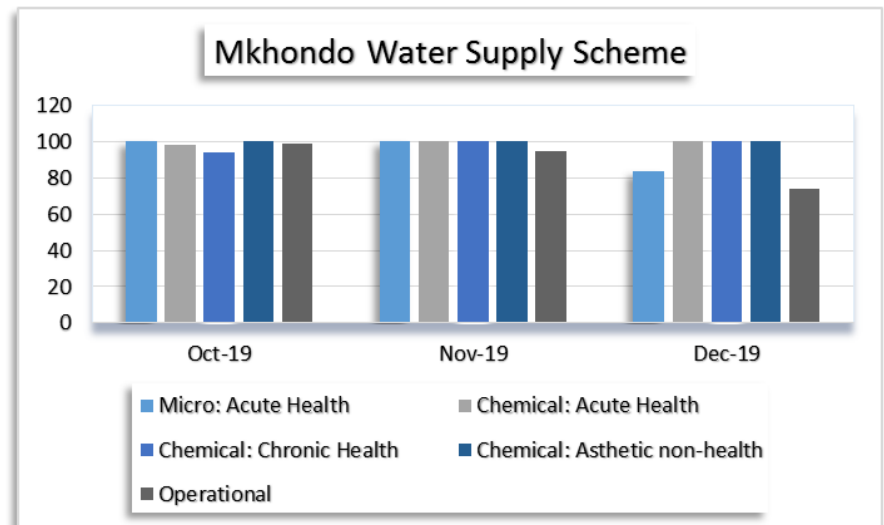 Mkhondo Water Supply Scheme
120
100
80
60
40
20
0
Oct-19 Nov-19 Dec-19
Micro: Acute Health Chemical: Acute Health
Chemical: Chronic Health Chemical: Asthetic non-health
Operational